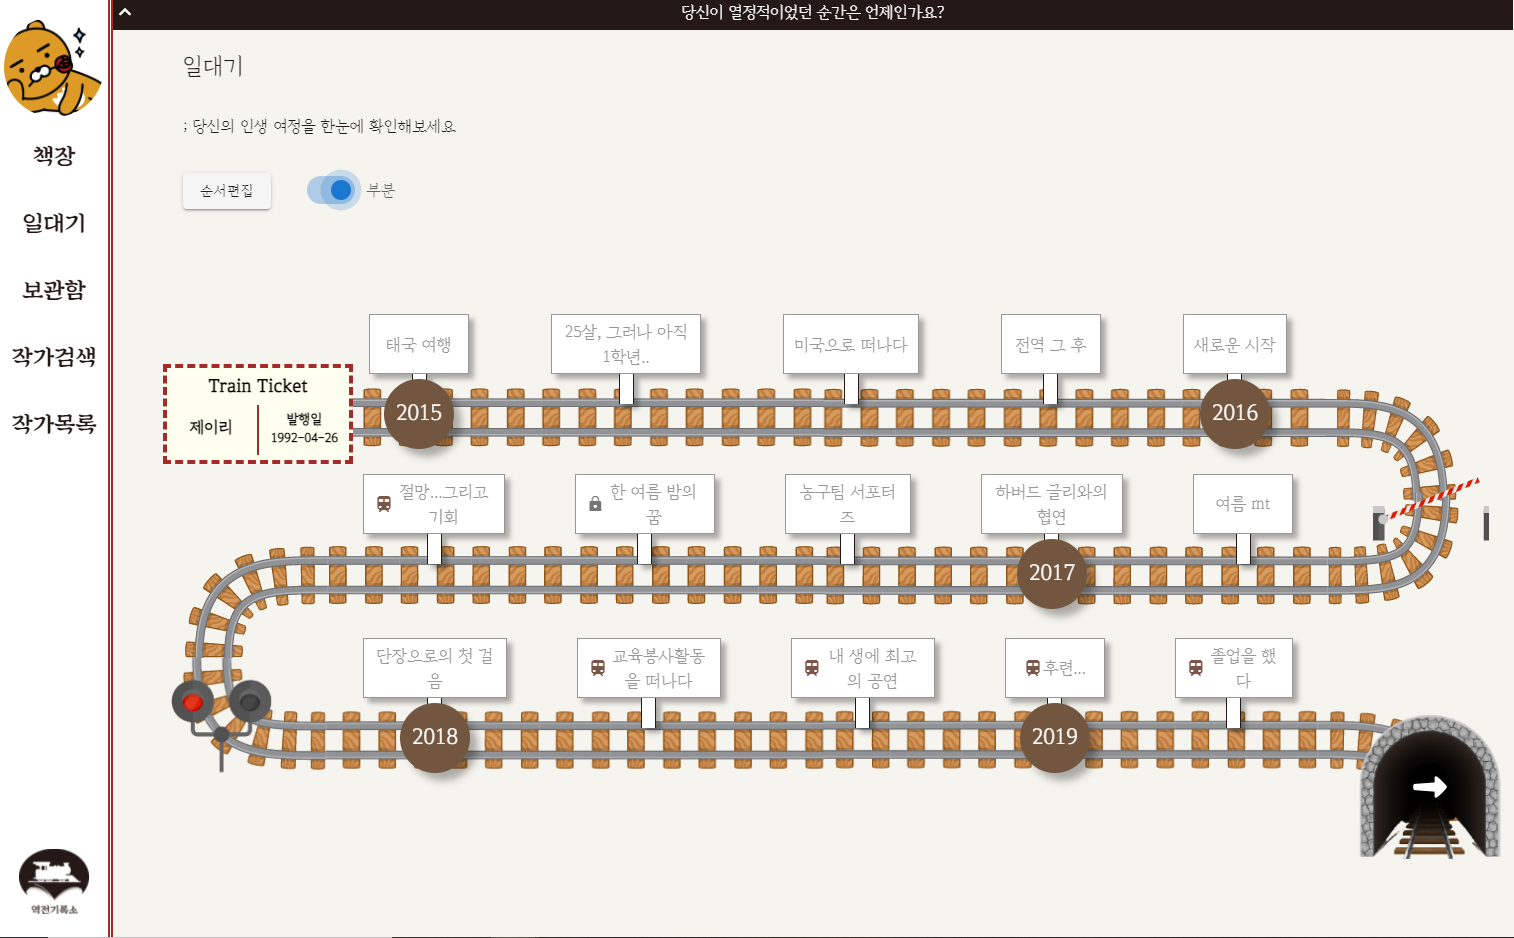 당신이 열정적이었던 순간은 언제인가요?
책장
일대기
보관함
작가검색
작가목록
역전기록소
일대기
; 당신의 인생 여정을 한눈에 확인해보세요
순서편집
부분
Train Ticket
제이리
발행일
1992-04-26
태국 여행
25살, 그러나 아직
1학년..
미국으로 떠나다
전역 그 후
새로운 시작
2015
2016
절망...그리고
기회
한 여름 밤의
꿈
농구팀 서포터
즈
하버드 글리와의
협연
여름 mt
2017
단장으로의 첫 걸
음
교육봉사활동
을 떠나다
내 생에 최고
의 공연
후련...
졸업을 했
다
2018
2019